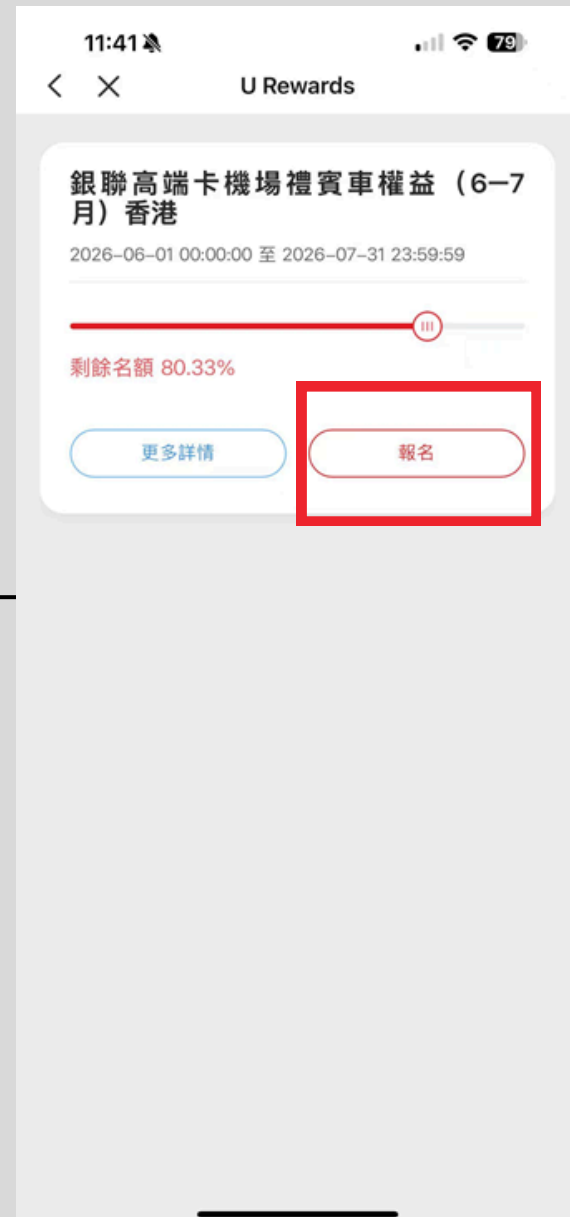 11:41
79
U Rewards
銀聯高端卡機場禮賓車權益（6—7
月）香港
2026–06–01 00:00:00 至 2026–07–31 23:59:59
剩餘名額 80.33%
更多詳情
報名